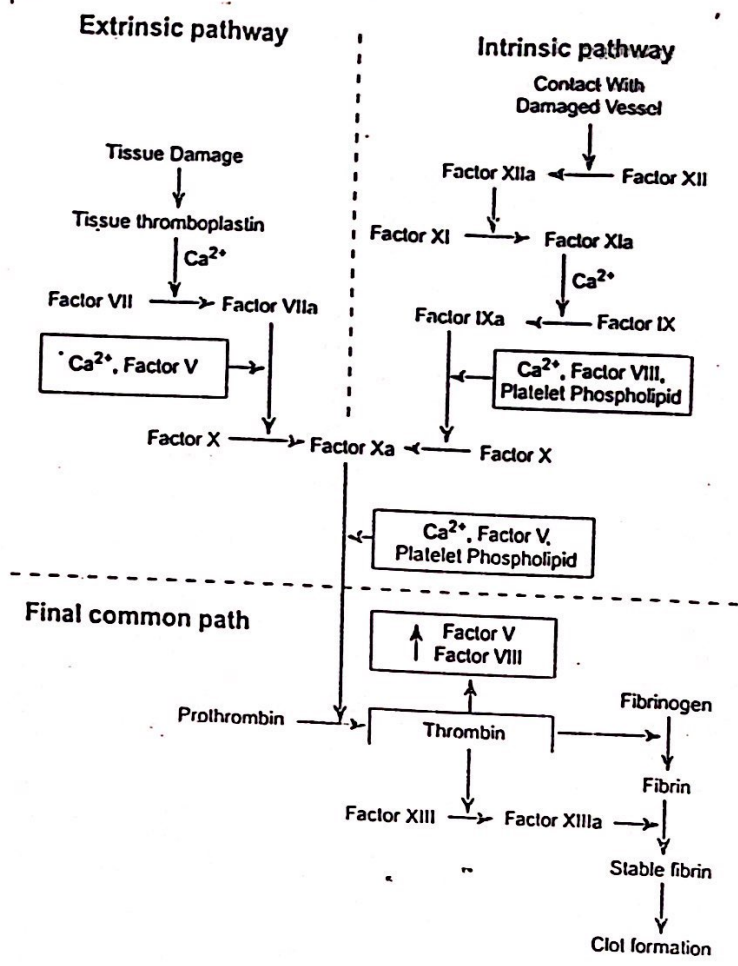 Extrinsic pathway
Intrinsic pathway
Contact With
Damaged Vessel
Tissue Damage
Factor XIIa
Factor XII
Tissue thromboplastin
Factor XI
Factor XIa
Ca²⁺
Ca²⁺
Factor VII
Factor VIIa
Factor IXa
Factor IX
Ca²⁺, Factor V
Ca²⁺, Factor VIII,
Platelet Phospholipid
Factor X
Factor Xa
Factor X
Ca²⁺, Factor V,
Platelet Phospholipid
Final common path
Factor V
Factor VIII
Prothrombin
Thrombin
Fibrinogen
Fibrin
Factor XIII
Factor XIIIa
Stable fibrin
Clot formation